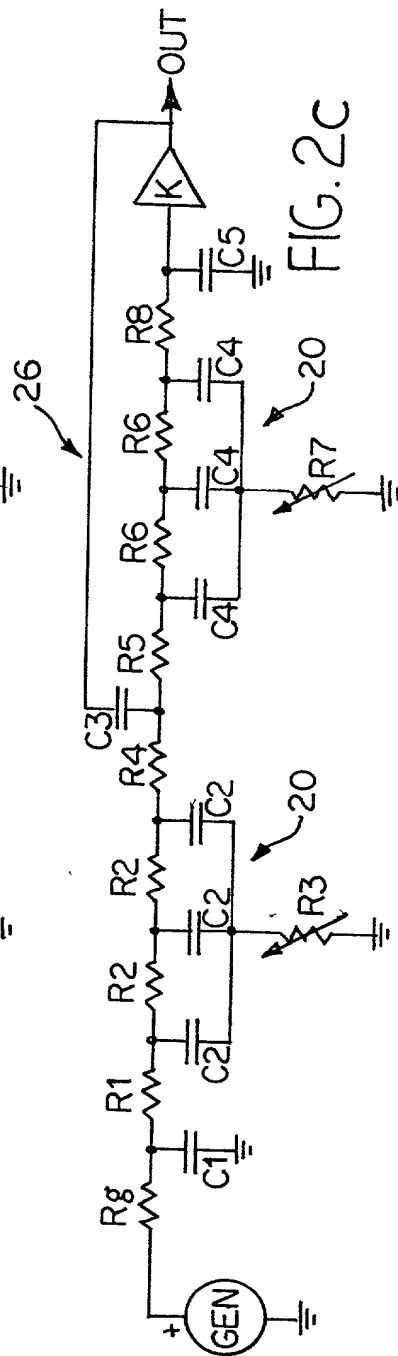 26
OUT
K
C3
Rg
R1
R2
R2
R4
R5
R6
R6
R8
+
GEN
C1
C2
C2
C2
C4
C4
C4
C5
20
R3
20
R7
FIG. 2c